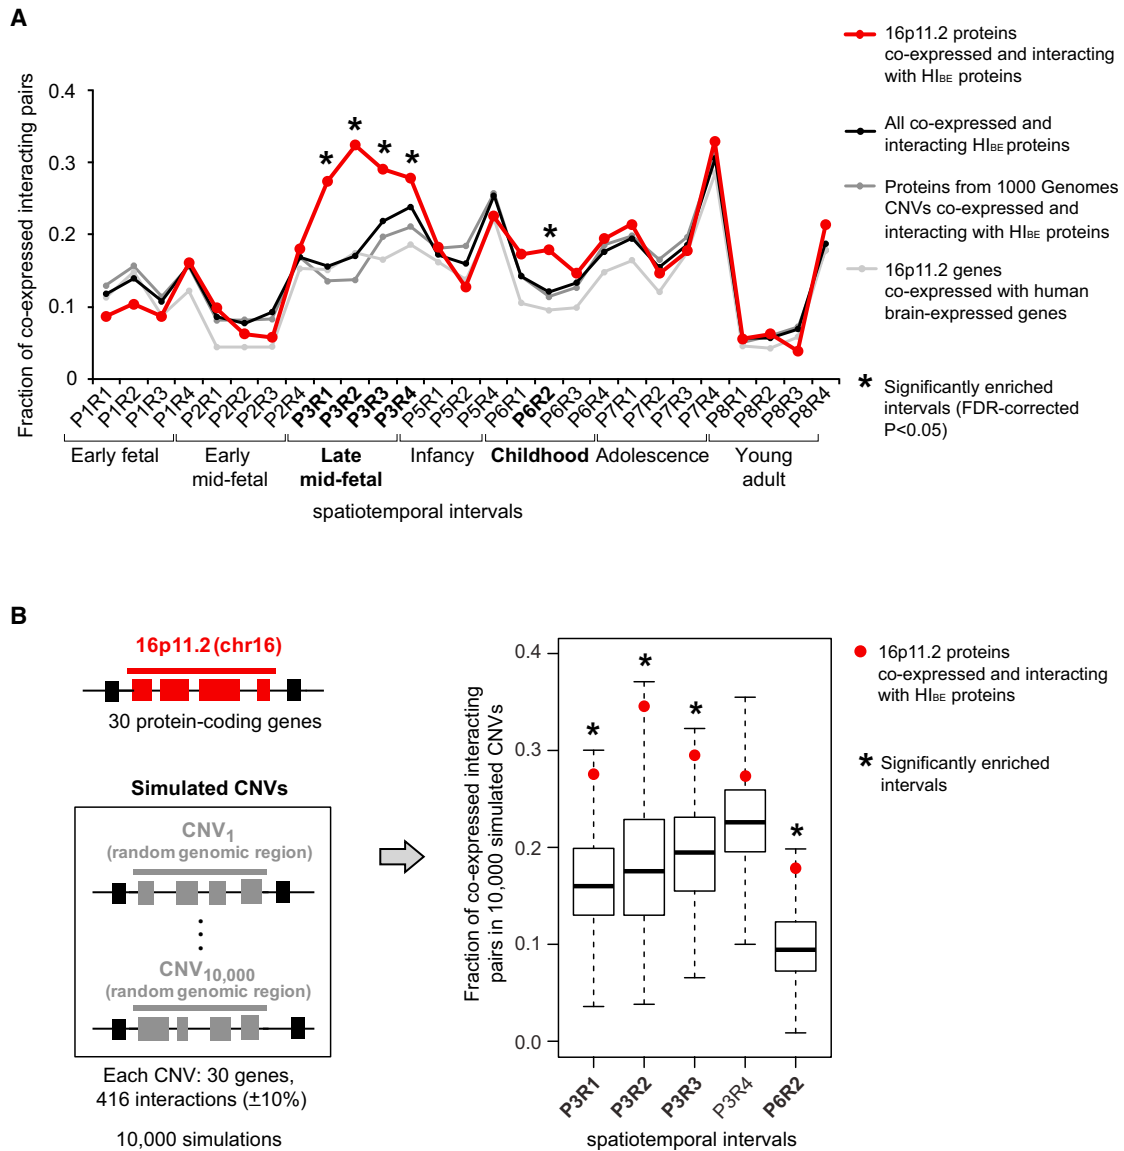 A
Fraction of co-expressed interacting pairs
0.4
0.3
0.2
0.1
0
* * * * *
P1R1 P1R2 P1R3 P1R4 P2R1 P2R2 P2R3 P2R4 P3R1 P3R2 P3R3 P3R4 P5R1 P5R2 P5R4 P6R1 P6R2 P6R3 P6R4 P7R1 P7R2 P7R3 P7R4 P8R1 P8R2 P8R3 P8R4
Early fetal
Early
mid-fetal
Late
mid-fetal
Infancy
Childhood
Adolescence
Young
adult
spatiotemporal intervals
16p11.2 proteins
co-expressed and interacting
with HIBE proteins
All co-expressed and
interacting HIBE proteins
Proteins from 1000 Genomes
CNVs co-expressed and
interacting with HIBE proteins
16p11.2 genes
co-expressed with human
brain-expressed genes
* Significantly enriched
intervals (FDR-corrected
P<0.05)
B
16p11.2 (chr16)
30 protein-coding genes
Simulated CNVs
CNV1
(random genomic region)
CNV10,000
(random genomic region)
Each CNV: 30 genes,
416 interactions (±10%)
10,000 simulations
Fraction of co-expressed interacting
pairs in 10,000 simulated CNVs
0.4
0.3
0.2
0.1
0.0
* * * *
P3R1 P3R2 P3R3 P3R4 P6R2
spatiotemporal intervals
16p11.2 proteins
co-expressed and interacting
with HIBE proteins
* Significantly enriched
intervals